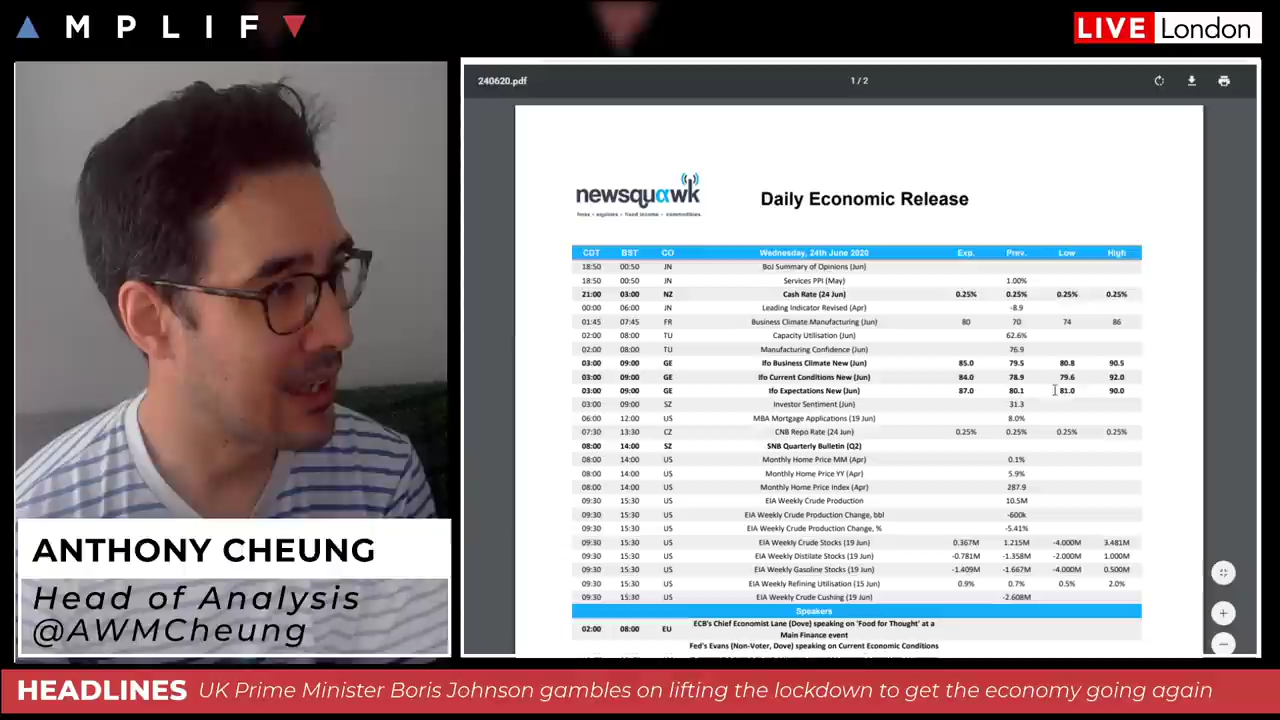 AMPLIFY
LIVE London
240620.pdf
1 / 2
newsquawk
Daily Economic Release
CDT BST CO Wednesday, 24th June 2020 Exp. Prev. Low High
18:50 00:50 JN BoJ Summary of Opinions (Jun)
18:50 00:50 JN Services PPI (May) 1.00%
21:00 03:00 NZ Cash Rate (24 Jun) 0.25% 0.25% 0.25% 0.25%
00:00 06:00 JN Leading Indicator Revised (Apr) -8.9
01:45 07:45 FR Business Climate Manufacturing (Jun) 80 70 74 86
02:00 08:00 TU Capacity Utilisation (Jun) 62.6%
02:00 08:00 TU Manufacturing Confidence (Jun) 76.9
03:00 09:00 GE Ifo Business Climate New (Jun) 85.0 79.5 80.8 90.5
03:00 09:00 GE Ifo Current Conditions New (Jun) 84.0 78.9 79.6 92.0
03:00 09:00 GE Ifo Expectations New (Jun) 87.0 80.1 81.0 90.0
03:00 09:00 SZ Investor Sentiment (Jun) 31.3
06:00 12:00 US MBA Mortgage Applications (19 Jun) 8.0%
07:30 13:30 CZ CNB Repo Rate (24 Jun) 0.25% 0.25% 0.25% 0.25%
08:00 14:00 SZ SNB Quarterly Bulletin (Q2)
08:00 14:00 US Monthly Home Price MM (Apr) 0.1%
08:00 14:00 US Monthly Home Price YY (Apr) 5.9%
08:00 14:00 US Monthly Home Price Index (Apr) 287.9
09:30 15:30 US EIA Weekly Crude Production 10.5M
09:30 15:30 US EIA Weekly Crude Production Change, bbl -600k
09:30 15:30 US EIA Weekly Crude Production Change, % -5.41%
09:30 15:30 US EIA Weekly Crude Stocks (19 Jun) 0.367M 1.215M -4.000M 3.481M
09:30 15:30 US EIA Weekly Distilate Stocks (19 Jun) -0.781M -1.358M -2.000M 1.000M
09:30 15:30 US EIA Weekly Gasoline Stocks (19 Jun) -1.409M -1.667M -4.000M 0.500M
09:30 15:30 US EIA Weekly Refining Utilisation (15 Jun) 0.9% 0.7% 0.5% 2.0%
09:30 15:30 US EIA Weekly Crude Cushing (19 Jun) -2.608M
Speakers
02:00 08:00 EU ECB's Chief Economist Lane (Dove) speaking on 'Food for Thought' at a
Main Finance event
Fed's Evans (Non-Voter, Dove) speaking on Current Economic Conditions
ANTHONY CHEUNG
Head of Analysis
@AWMCheung
HEADLINES UK Prime Minister Boris Johnson gambles on lifting the lockdown to get the economy going again